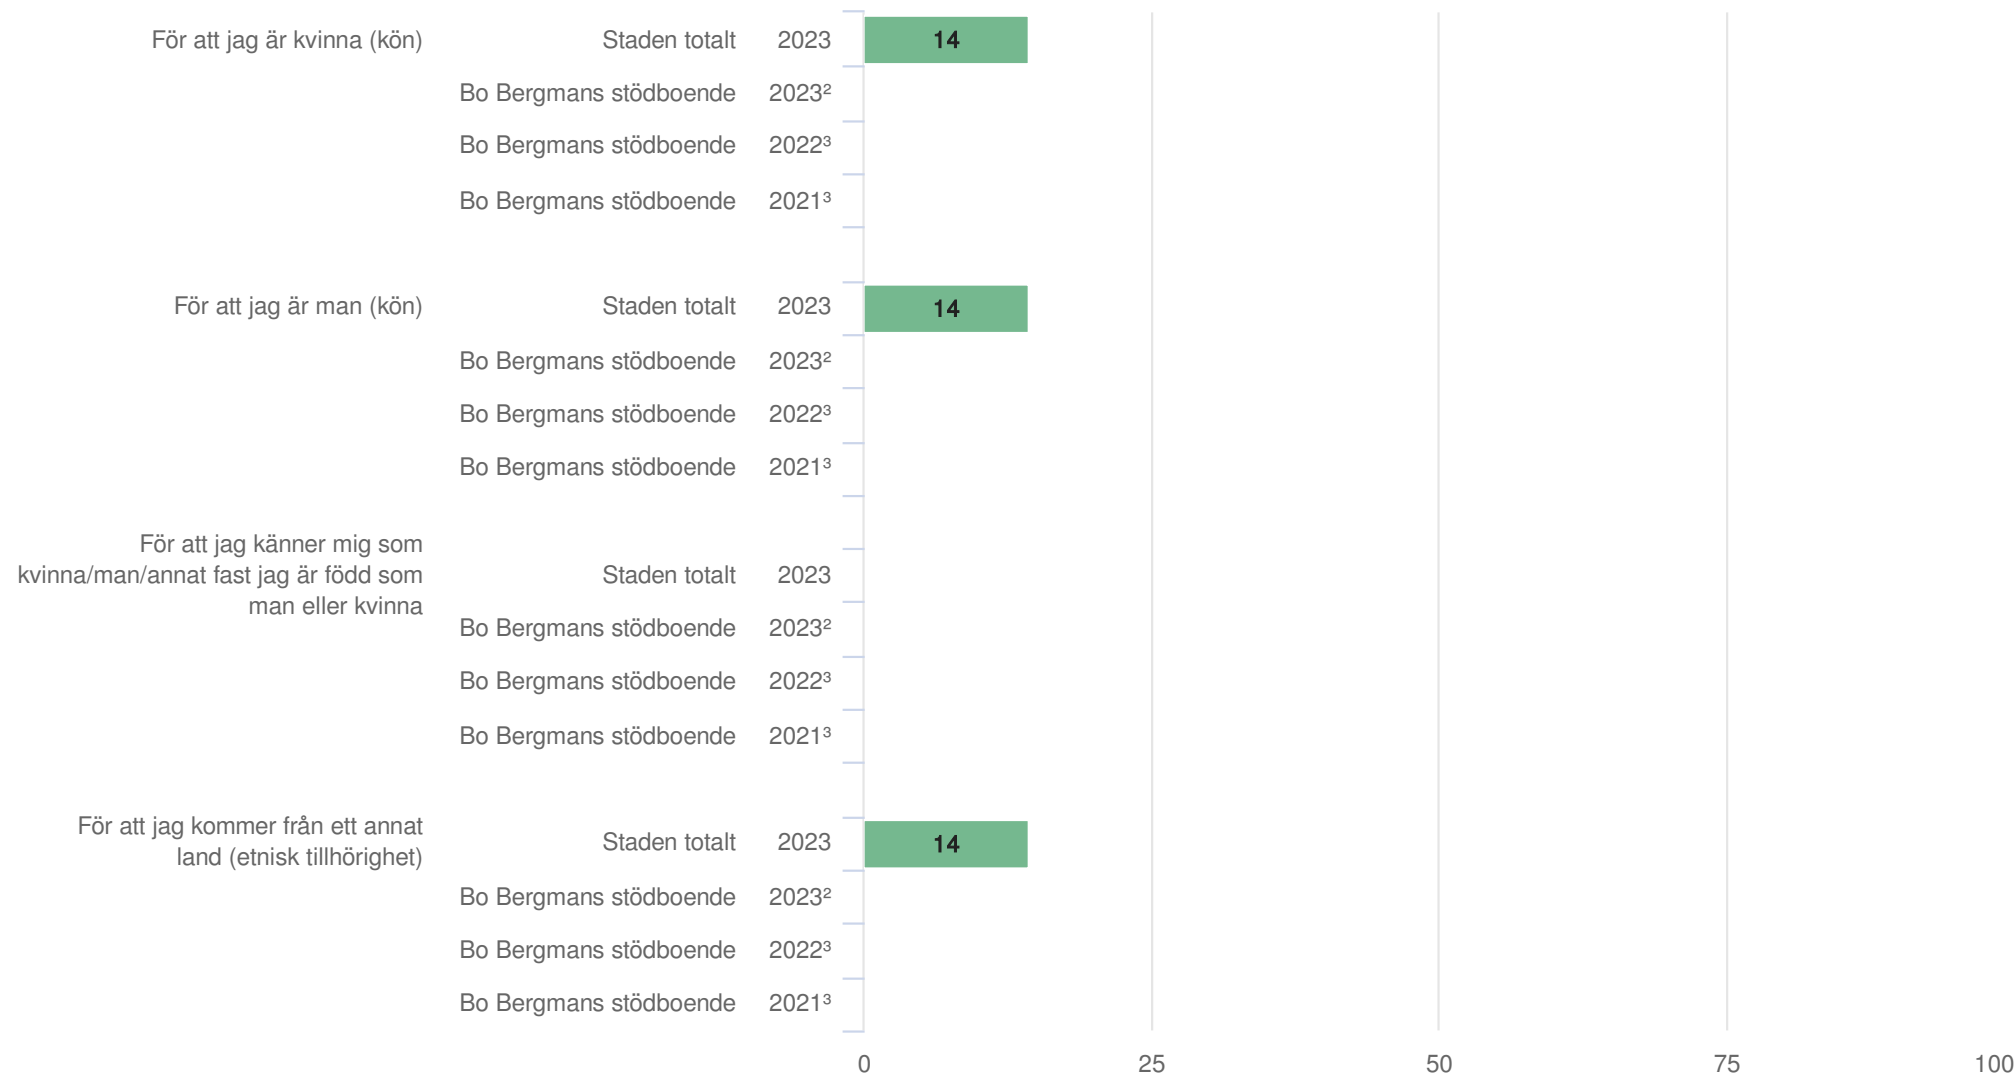 För att jag är kvinna (kön) Staden totalt 2023 14
Bo Bergmans stödboende 2023²
Bo Bergmans stödboende 2022³
Bo Bergmans stödboende 2021³
För att jag är man (kön) Staden totalt 2023 14
Bo Bergmans stödboende 2023²
Bo Bergmans stödboende 2022³
Bo Bergmans stödboende 2021³
För att jag känner mig som
kvinna/man/annat fast jag är född som Staden totalt 2023
man eller kvinna
Bo Bergmans stödboende 2023²
Bo Bergmans stödboende 2022³
Bo Bergmans stödboende 2021³
För att jag kommer från ett annat
land (etnisk tillhörighet) Staden totalt 2023 14
Bo Bergmans stödboende 2023²
Bo Bergmans stödboende 2022³
Bo Bergmans stödboende 2021³
0 25 50 75 100